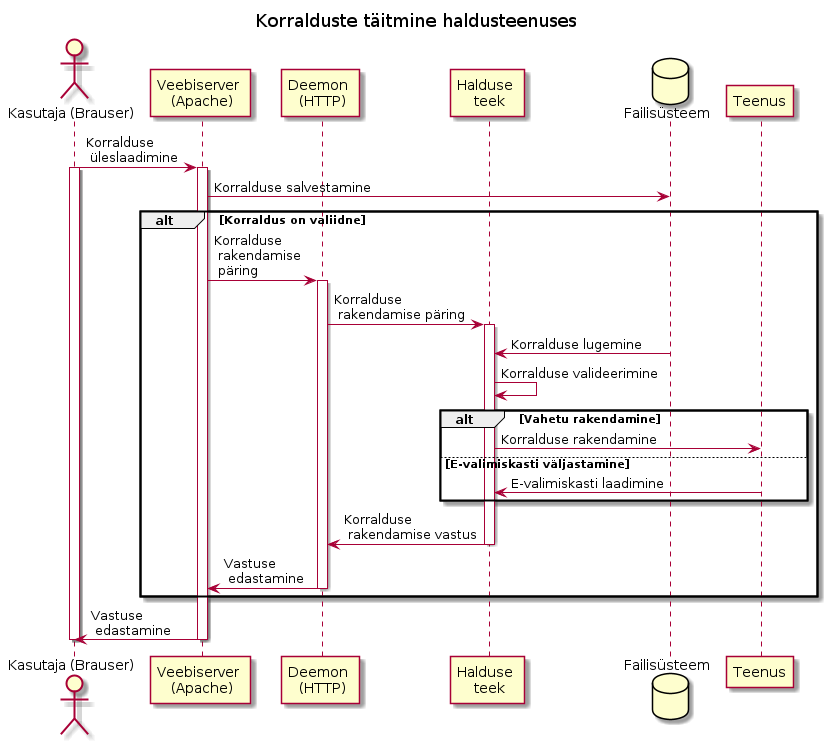 Korralduste täitmine haldusteenuses
Kasutaja (Brauser)
Veebiserver
(Apache)
Deemon
(HTTP)
Halduse
teek
Failisüsteem
Teenus
Korralduse
üleslaadimine
Korralduse salvestamine
alt [Korraldus on valiidne]
Korralduse
rakendamise
päring
Korralduse
rakendamise päring
Korralduse lugemine
Korralduse valideerimine
alt [Vahetu rakendamine]
Korralduse rakendamine
[E-valimiskasti väljastamine]
E-valimiskasti laadimine
Korralduse
rakendamise vastus
Vastuse
edastamine
Vastuse
edastamine
Kasutaja (Brauser)
Veebiserver
(Apache)
Deemon
(HTTP)
Halduse
teek
Failisüsteem
Teenus